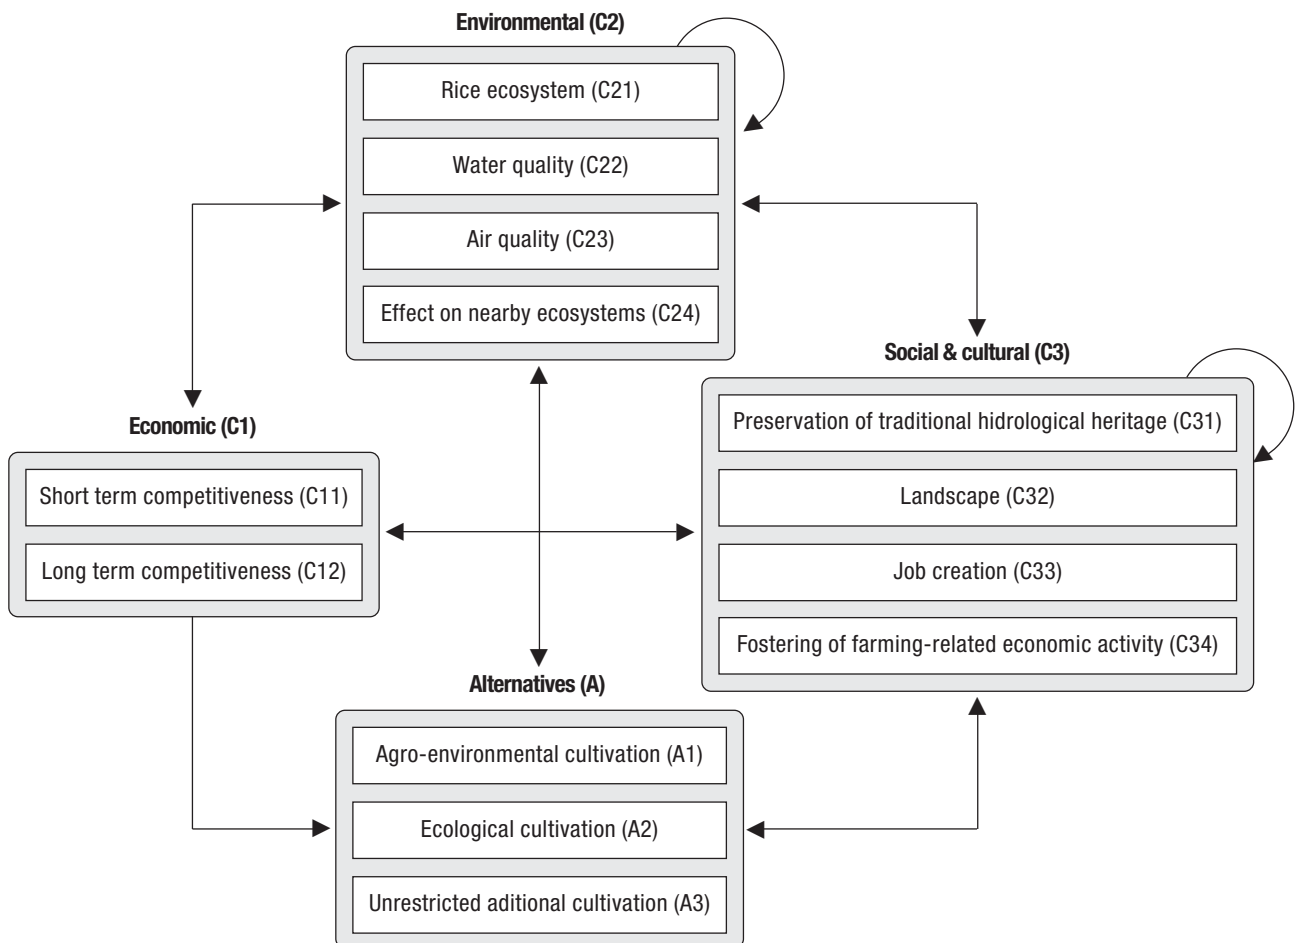 Environmental (C2)
Rice ecosystem (C21)
Water quality (C22)
Air quality (C23)
Effect on nearby ecosystems (C24)
Social & cultural (C3)
Preservation of traditional hidrological heritage (C31)
Landscape (C32)
Job creation (C33)
Fostering of farming-related economic activity (C34)
Economic (C1)
Short term competitiveness (C11)
Long term competitiveness (C12)
Alternatives (A)
Agro-environmental cultivation (A1)
Ecological cultivation (A2)
Unrestricted aditional cultivation (A3)